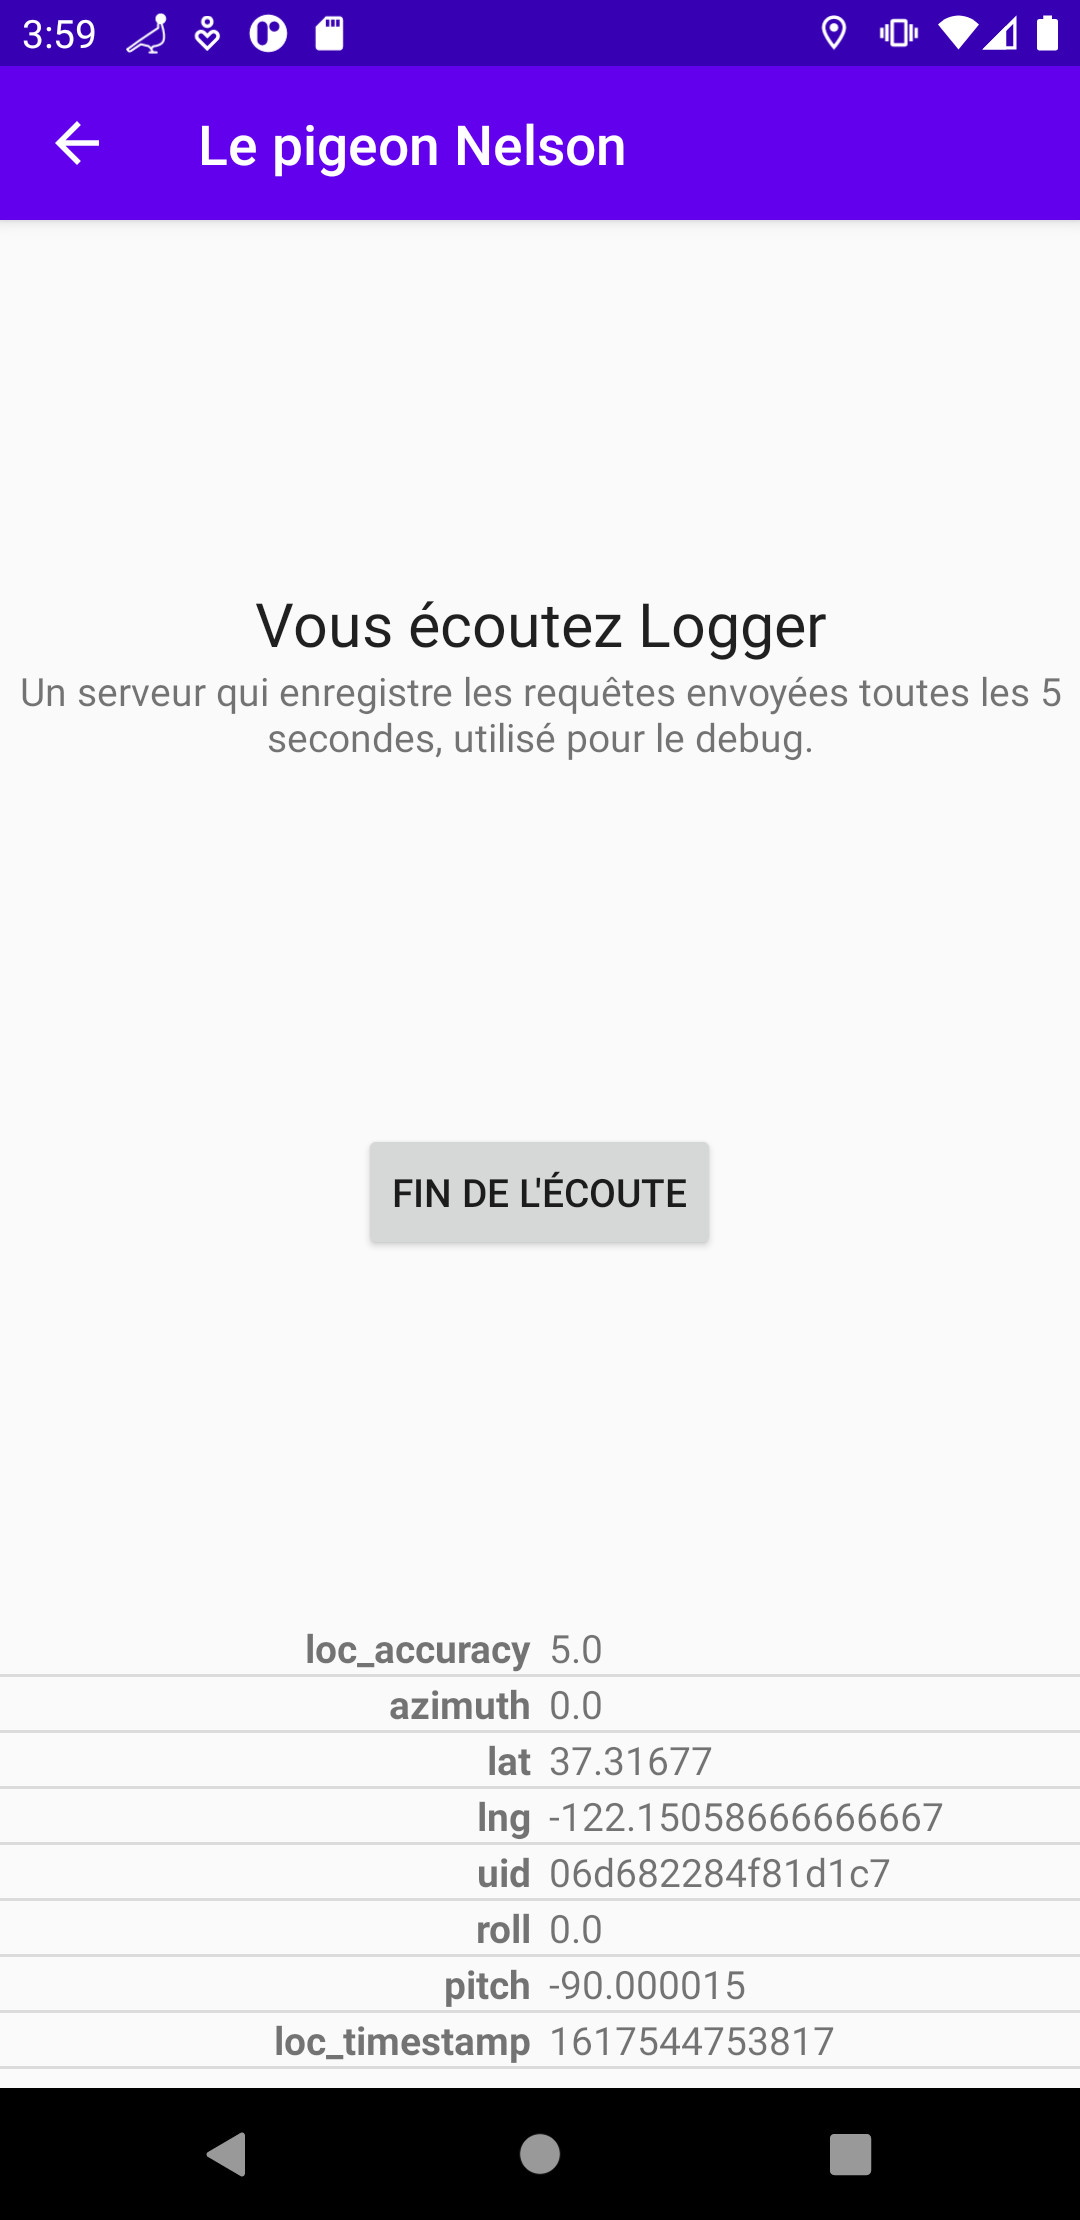 3:59
Le pigeon Nelson
Vous écoutez Logger
Un serveur qui enregistre les requêtes envoyées toutes les 5
secondes, utilisé pour le debug.
FIN DE L'ÉCOUTE
loc_accuracy 5.0
azimuth 0.0
lat 37.31677
lng -122.15058666666667
uid 06d682284f81d1c7
roll 0.0
pitch -90.000015
loc_timestamp 1617544753817